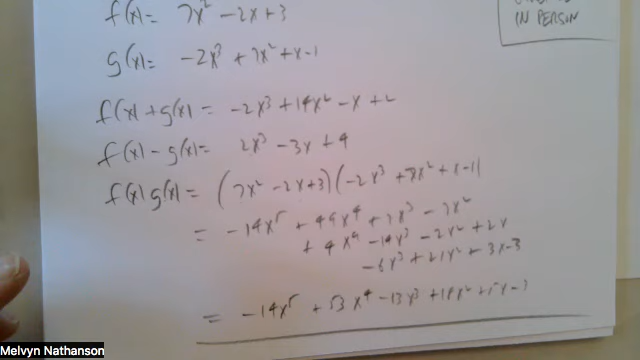 f(x) = 7x² - 2x + 3
IN PERSON
g(x) = -2x³ + 7x² + x - 1
f(x) + g(x) = -2x³ + 14x² - x + 2
f(x) - g(x) = 2x³ - 3x + 4
f(x) g(x) = (7x² - 2x + 3)(-2x³ + 7x² + x - 1)
= -14x⁵ + 49x⁴ + 7x³ - 7x²
+ 4x⁴ - 14x³ - 2x² + 2x
- 6x³ + 21x² + 3x - 3
= -14x⁵ + 53x⁴ - 13x³ + 12x² + 5x - 3
Melvyn Nathanson